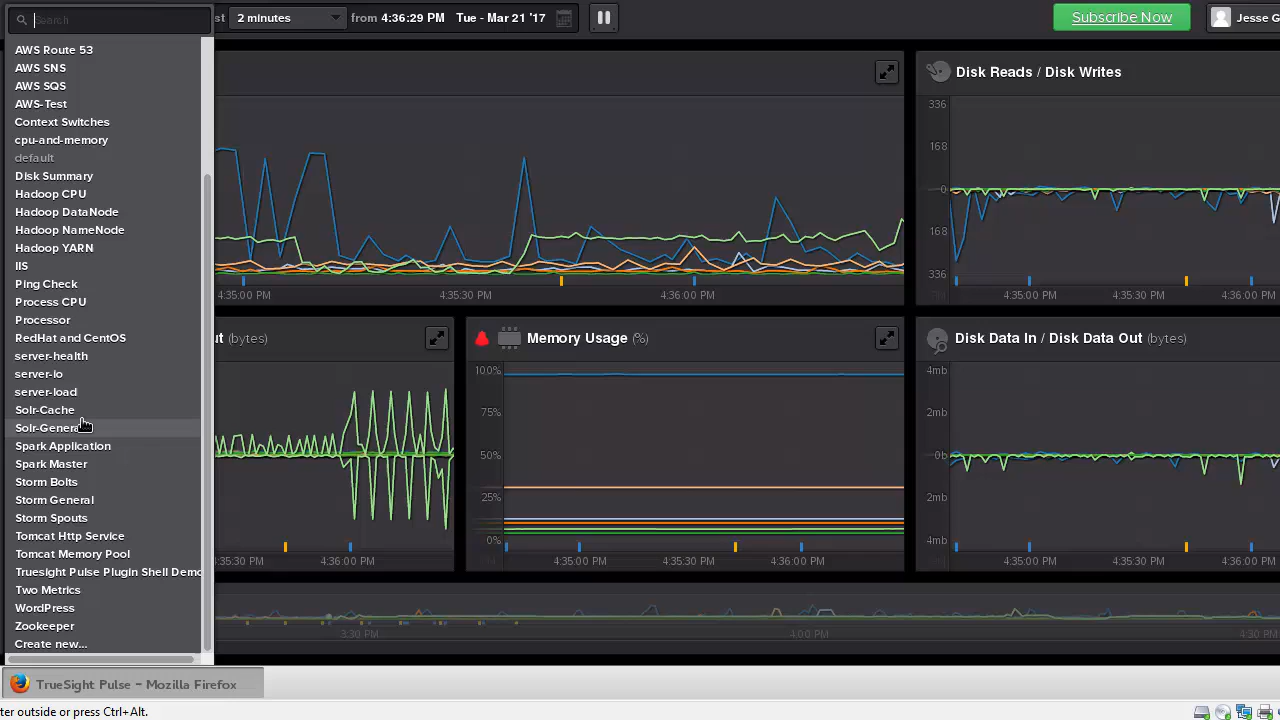 Search
st 2 minutes from 4:36:29 PM Tue - Mar 21 '17
Subscribe Now
Jesse G
AWS Route 53
AWS SNS
AWS SQS
AWS-Test
Context Switches
cpu-and-memory
default
Disk Summary
Hadoop CPU
Hadoop DataNode
Hadoop NameNode
Hadoop YARN
IIS
Ping Check
Process CPU
Processor
RedHat and CentOS
server-health
server-lo
server-load
Solr-Cache
Solr-General
Spark Application
Spark Master
Storm Bolts
Storm General
Storm Spouts
Tomcat Http Service
Tomcat Memory Pool
Truesight Pulse Plugin Shell Demo
Two Metrics
WordPress
Zookeeper
Create new...
4:35:00 PM 4:35:30 PM 4:36:00 PM
Disk Reads / Disk Writes
336
168
0
168
336
4:35:00 PM 4:35:30 PM 4:36:00 PM
ut (bytes)
:35:30 PM 4:36:00 PM
Memory Usage (%)
100%
75%
50%
25%
0%
4:35:00 PM 4:35:30 PM 4:36:00 PM
Disk Data In / Disk Data Out (bytes)
4mb
2mb
0b
2mb
4mb
4:35:00 PM 4:35:30 PM 4:36:00 PM
3:30 PM 4:00 PM 4:30 PM
TrueSight Pulse - Mozilla Firefox
ter outside or press Ctrl+Alt.